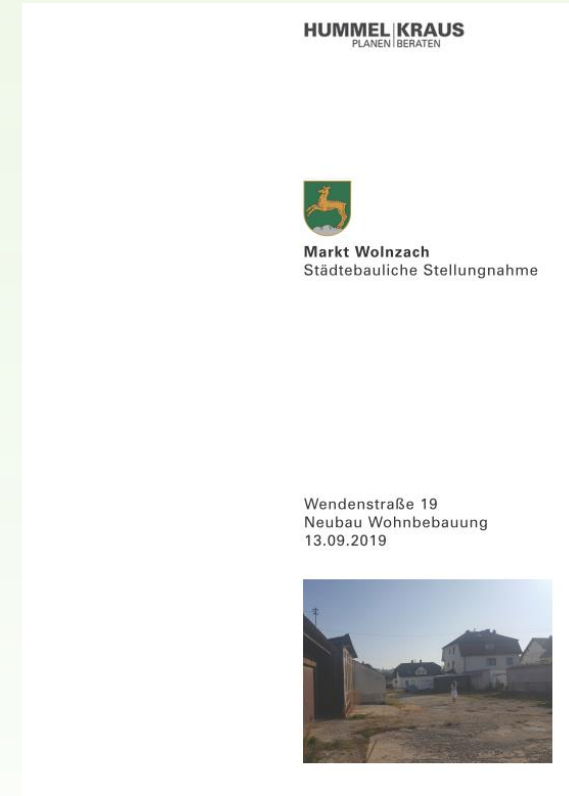 HUMMEL|KRAUS
PLANEN|BERATEN
Markt Wolnzach
Städtebauliche Stellungnahme
Wendenstraße 19
Neubau Wohnbebauung
13.09.2019